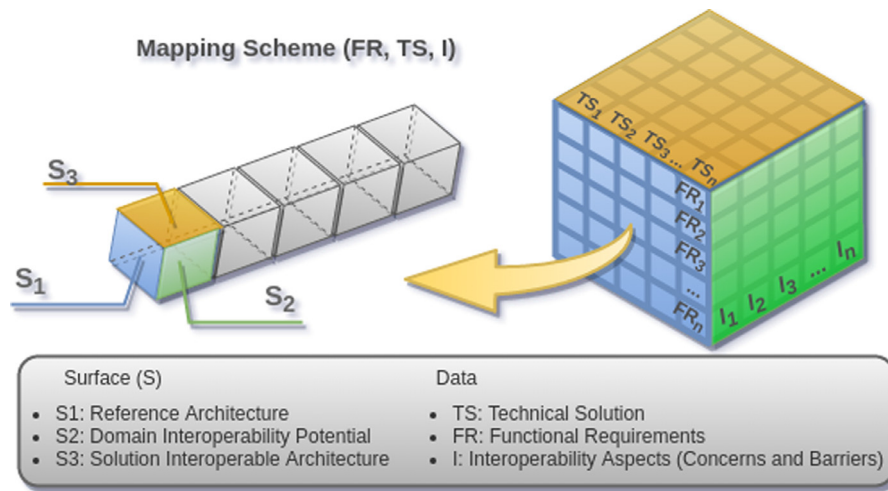 Mapping Scheme (FR, TS, I)
TS1 TS2 TS3... TSn
FR1
FR2
FR3
...
FRn
I1 I2 I3 ... In
S3
S1
S2
Surface (S)
• S1: Reference Architecture
• S2: Domain Interoperability Potential
• S3: Solution Interoperable Architecture
Data
• TS: Technical Solution
• FR: Functional Requirements
• I: Interoperability Aspects (Concerns and Barriers)